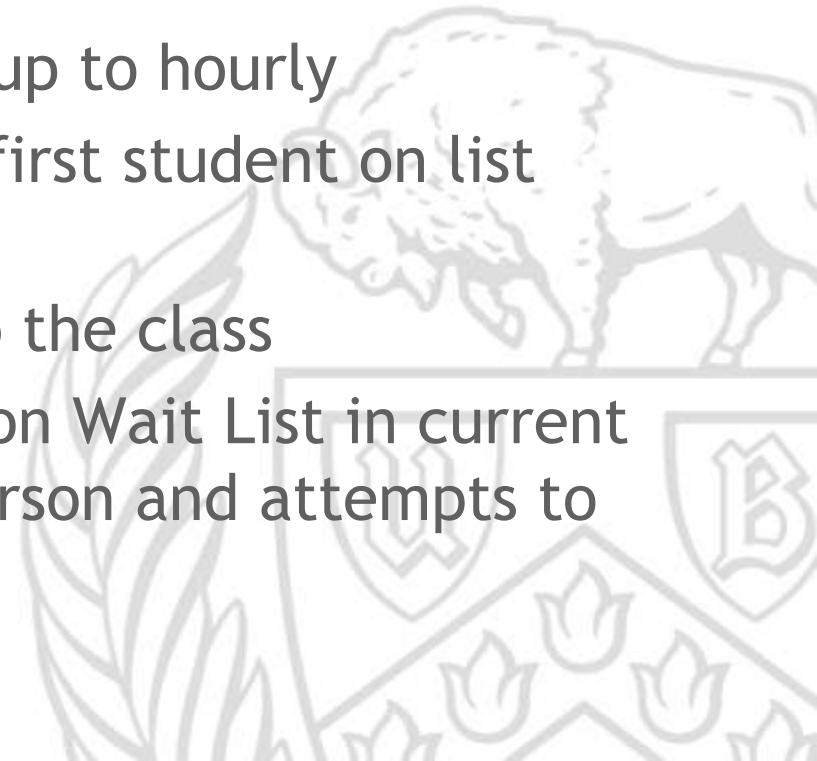 up to hourly
first student on list
the class
on Wait List in current
rson and attempts to
U B